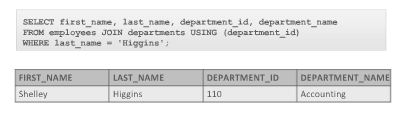 SELECT first_name, last_name, department_id, department_name
FROM employees JOIN departments USING (department_id)
WHERE last_name = 'Higgins';
FIRST_NAME LAST_NAME DEPARTMENT_ID DEPARTMENT_NAME
Shelley Higgins 110 Accounting